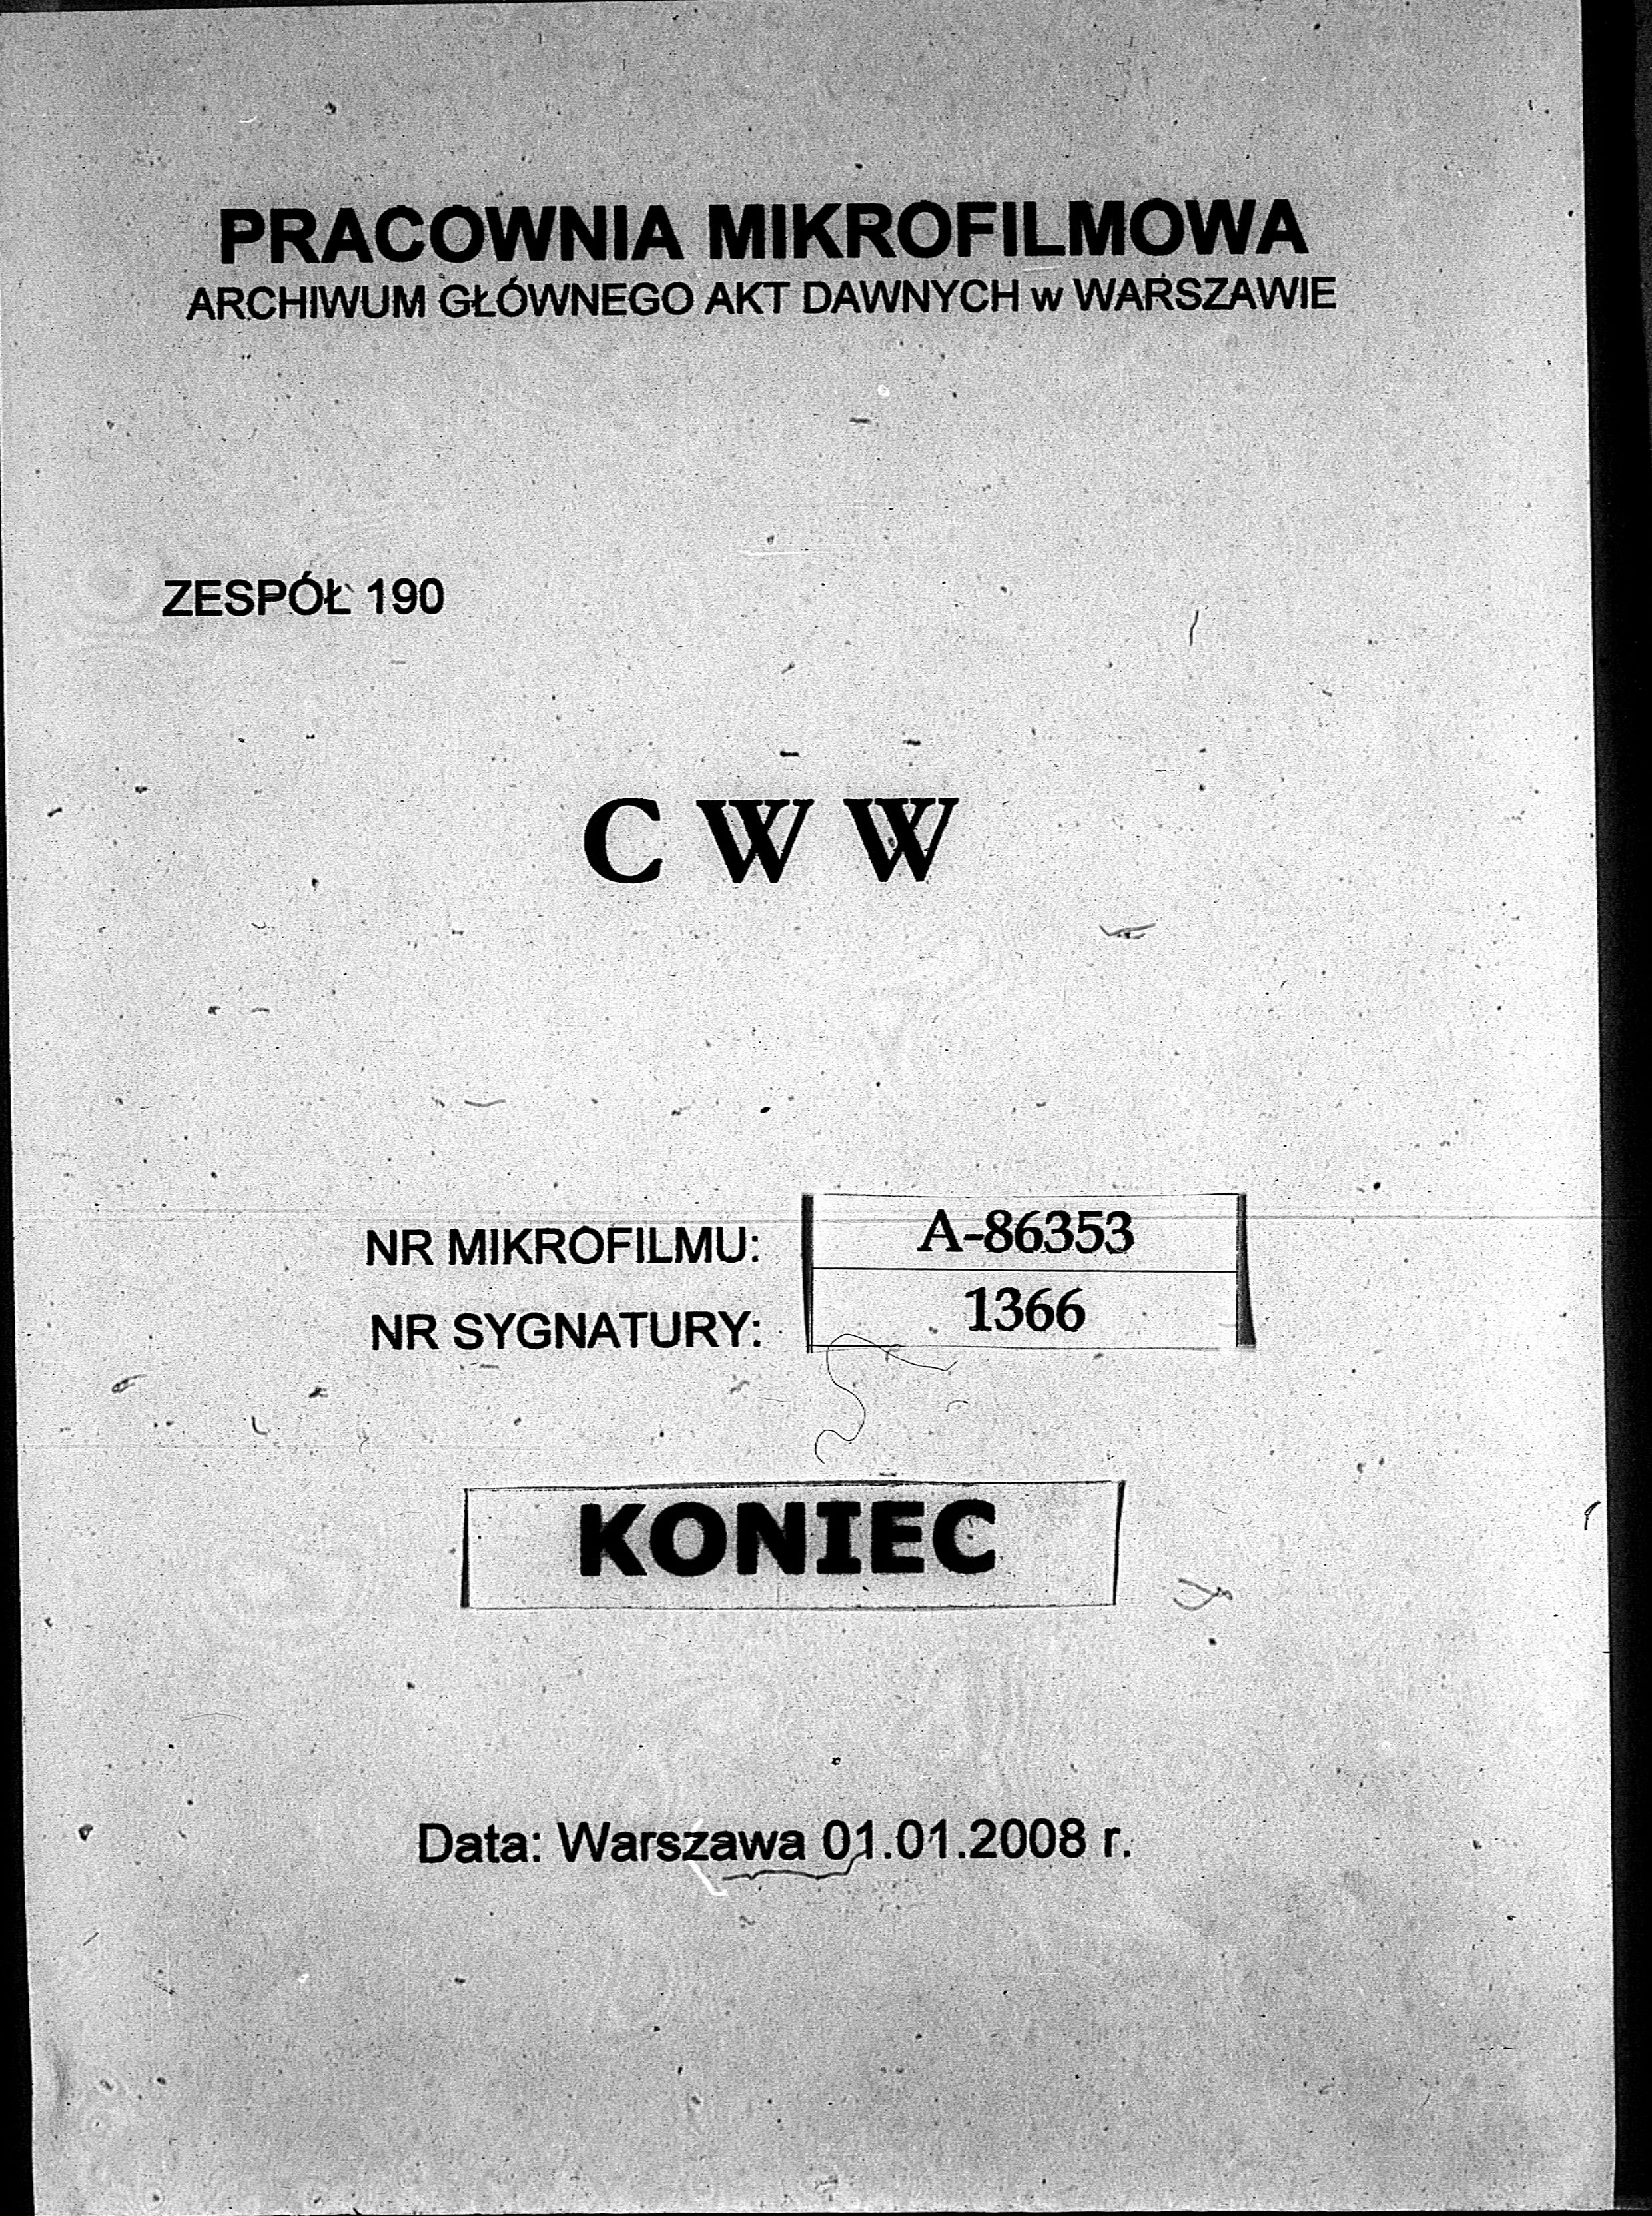 PRACOWNIA MIKROFILMOWA
ARCHIWUM GŁÓWNEGO AKT DAWNYCH w WARSZAWIE
ZESPÓŁ 190
C W W
NR MIKROFILMU: A-86353
NR SYGNATURY: 1366
KONIEC
Data: Warszawa 01.01.2008 r.